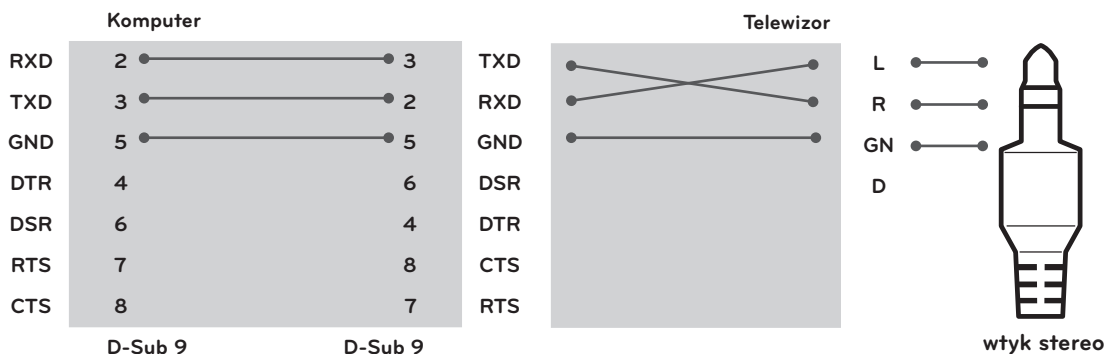 Komputer Telewizor
RXD 2 3 TXD L
TXD 3 2 RXD R
GND 5 5 GND GN
DTR 4 6 DSR D
DSR 6 4 DTR
RTS 7 8 CTS
CTS 8 7 RTS
D-Sub 9 D-Sub 9 wtyk stereo